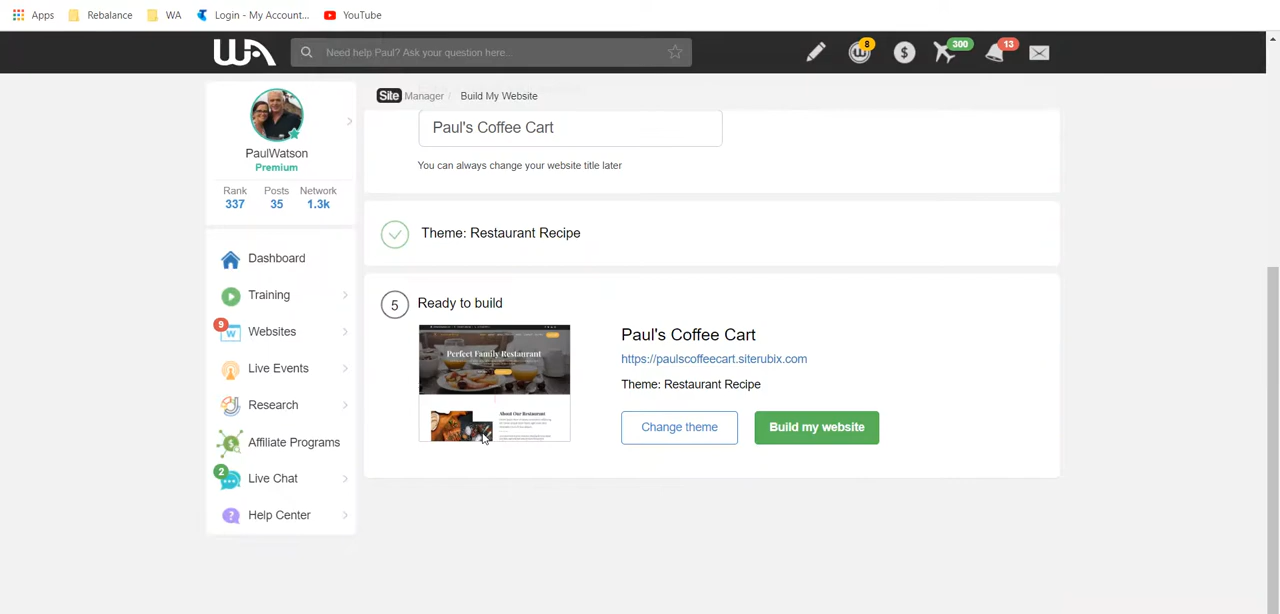 Apps Rebalance WA Login - My Account... YouTube
WA Need help Paul? Ask your question here.. 8 $ 300 13
Site Manager / Build My Website
Paul's Coffee Cart
You can always change your website title later
PaulWatson
Premium
Rank Posts Network
337 35 1.3k
Theme: Restaurant Recipe
Dashboard
Training
9 W Websites
Live Events
Research
Affiliate Programs
2 Live Chat
? Help Center
5 Ready to build
Perfect Family Restaurant
About Our Restaurant
Paul's Coffee Cart
https://paulscoffeecart.siterubix.com
Theme: Restaurant Recipe
Change theme Build my website